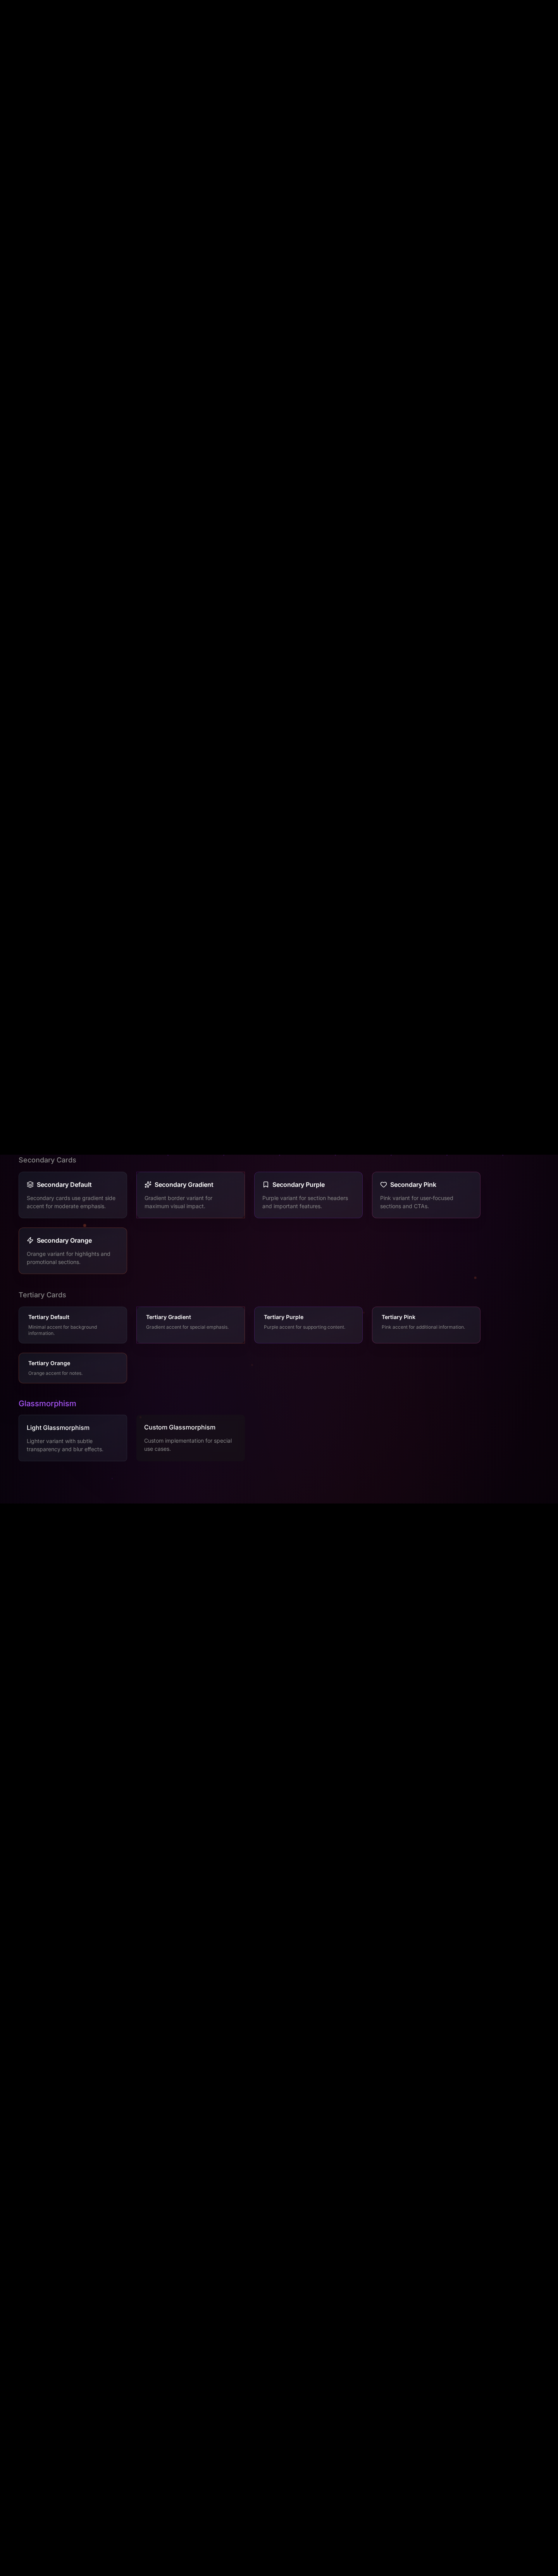 Secondary Cards
Secondary Default
Secondary cards use gradient side
accent for moderate emphasis.
Secondary Gradient
Gradient border variant for
maximum visual impact.
Secondary Purple
Purple variant for section headers
and important features.
Secondary Pink
Pink variant for user-focused
sections and CTAs.
Secondary Orange
Orange variant for highlights and
promotional sections.
Tertiary Cards
Tertiary Default
Minimal accent for background
information.
Tertiary Gradient
Gradient accent for special emphasis.
Tertiary Purple
Purple accent for supporting content.
Tertiary Pink
Pink accent for additional information.
Tertiary Orange
Orange accent for notes.
Glassmorphism
Light Glassmorphism
Lighter variant with subtle
transparency and blur effects.
Custom Glassmorphism
Custom implementation for special
use cases.